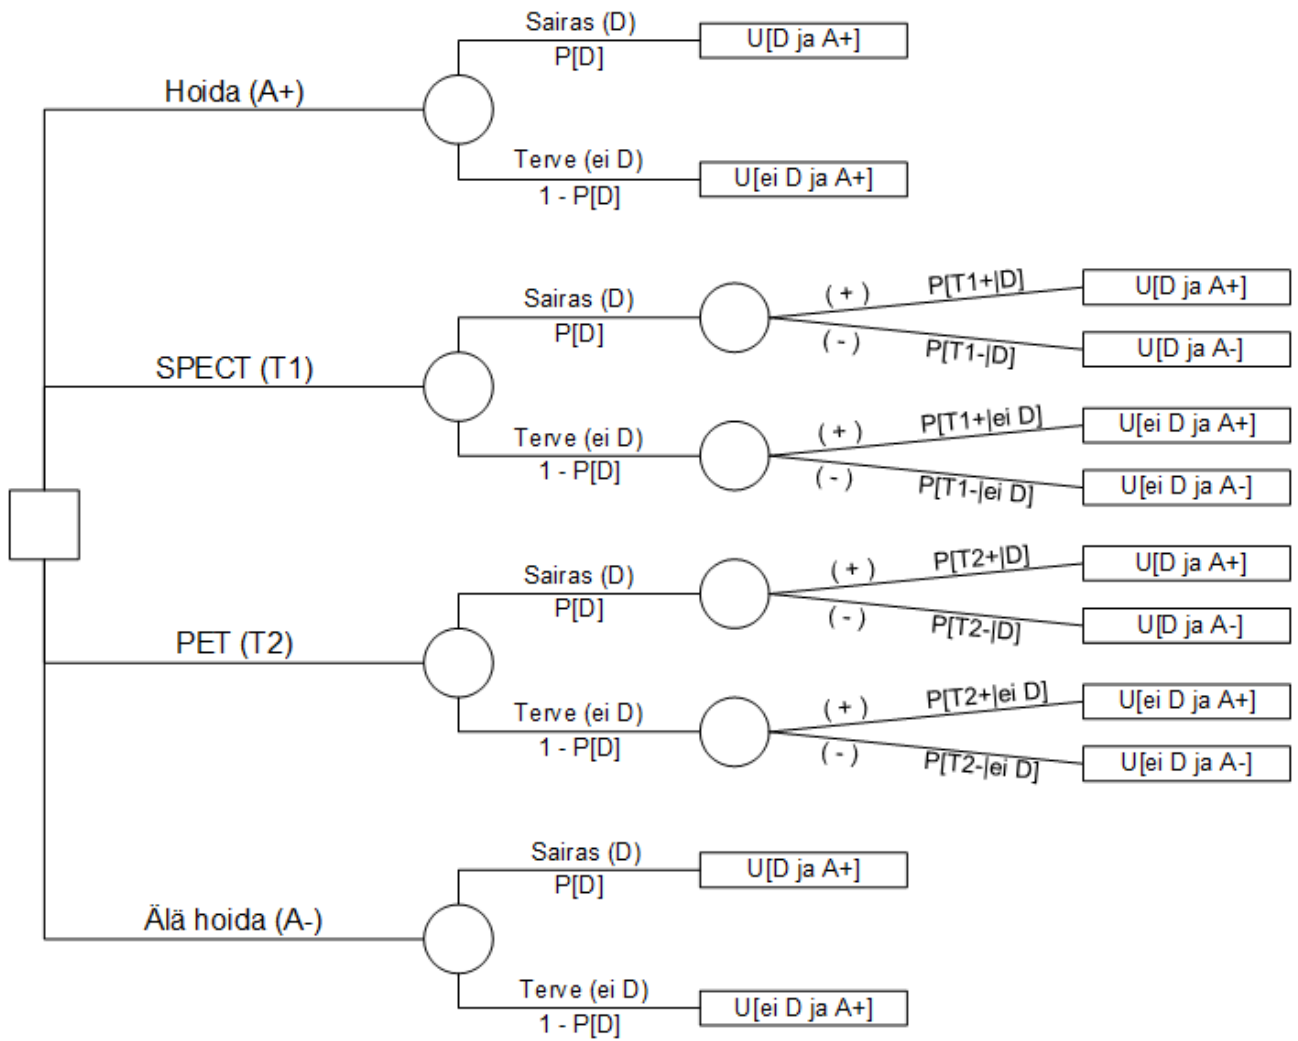 Sairas (D)
P[D]
U[D ja A+]
Hoida (A+)
Terve (ei D)
1 - P[D]
U[ei D ja A+]
SPECT (T1)
Sairas (D)
P[D]
( + )
P[T1+|D]
U[D ja A+]
( - )
P[T1-|D]
U[D ja A-]
Terve (ei D)
1 - P[D]
( + )
P[T1+|ei D]
U[ei D ja A+]
( - )
P[T1-|ei D]
U[ei D ja A-]
PET (T2)
Sairas (D)
P[D]
( + )
P[T2+|D]
U[D ja A+]
( - )
P[T2-|D]
U[D ja A-]
Terve (ei D)
1 - P[D]
( + )
P[T2+|ei D]
U[ei D ja A+]
( - )
P[T2-|ei D]
U[ei D ja A-]
Älä hoida (A-)
Sairas (D)
P[D]
U[D ja A+]
Terve (ei D)
1 - P[D]
U[ei D ja A+]